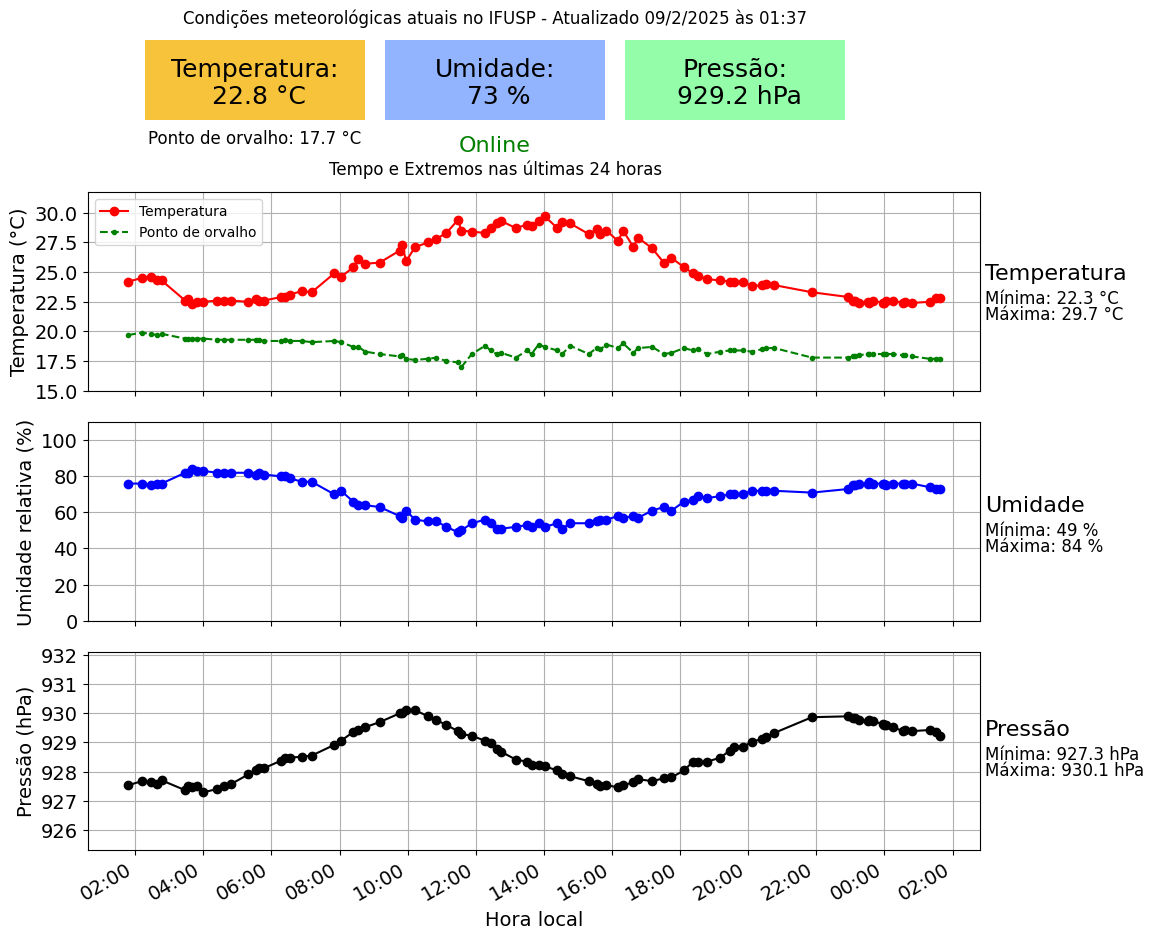 Condições meteorológicas atuais no IFUSP - Atualizado 09/2/2025 às 01:37
Temperatura:
22.8 °C
Umidade:
73 %
Pressão:
929.2 hPa
Ponto de orvalho: 17.7 °C
Online
Tempo e Extremos nas últimas 24 horas
Temperatura (°C)
30.0
27.5
25.0
22.5
20.0
17.5
15.0
Temperatura
Ponto de orvalho
Temperatura
Mínima: 22.3 °C
Máxima: 29.7 °C
Umidade relativa (%)
100
80
60
40
20
0
Umidade
Mínima: 49 %
Máxima: 84 %
Pressão (hPa)
932
931
930
929
928
927
926
Pressão
Mínima: 927.3 hPa
Máxima: 930.1 hPa
02:00 04:00 06:00 08:00 10:00 12:00 14:00 16:00 18:00 20:00 22:00 00:00 02:00
Hora local